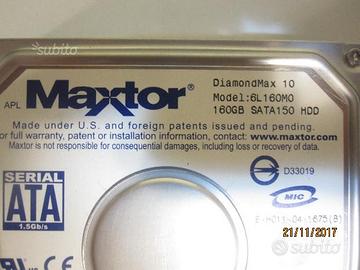 subito
DiamondMax 10
Model:6L160M0
160GB SATA150 HDD
APL Maxtor®
Made under U.S. and foreign patents issued and pending.
For patent or installation information, contact www.maxtor.com
Maxtor is not responsible for consequential damages, including loss or recovery of data.
SERIAL
ATA
1.5Gb/s
D33019
MIC
E-H011-04-1675(B)
21/11/2017
subito